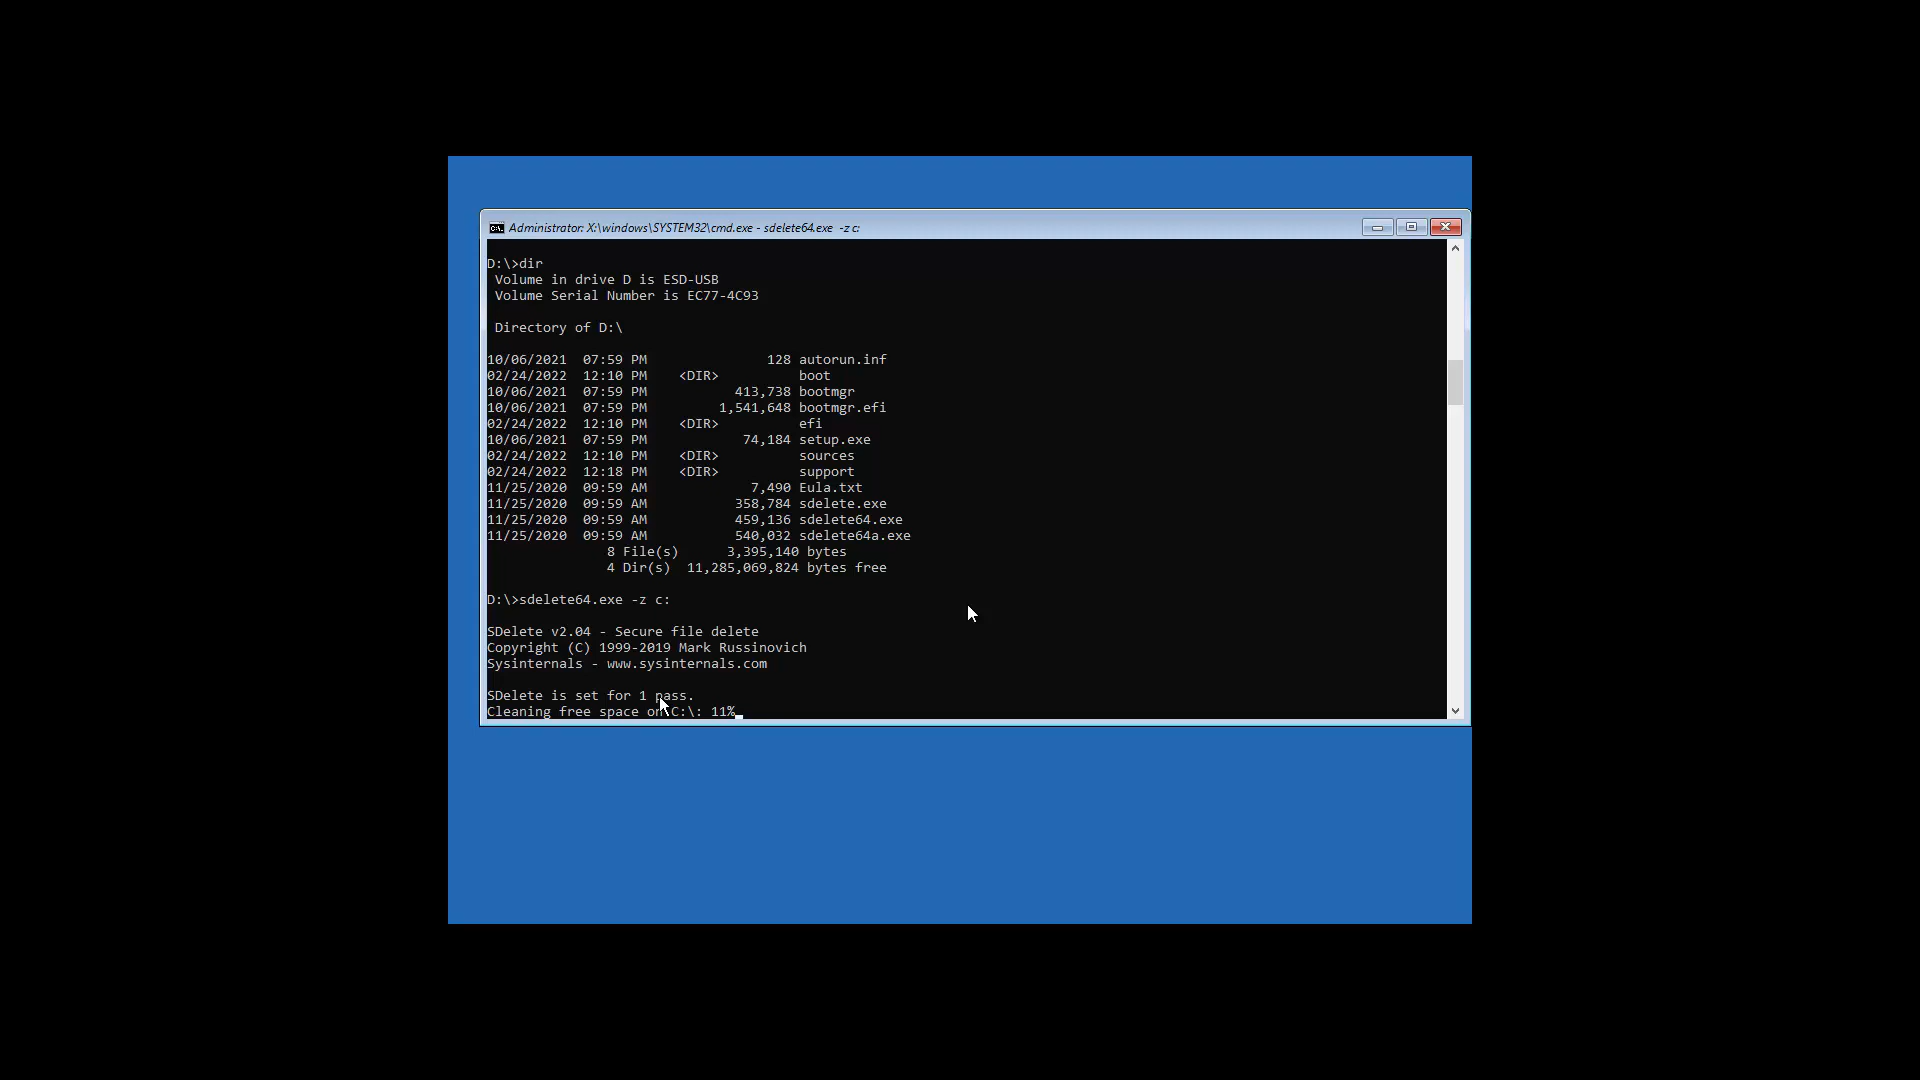 Administrator: X:\windows\SYSTEM32\cmd.exe - sdelete64.exe -z c:
D:\>dir
Volume in drive D is ESD-USB
Volume Serial Number is EC77-4C93
Directory of D:\
10/06/2021 07:59 PM 128 autorun.inf
02/24/2022 12:10 PM <DIR> boot
10/06/2021 07:59 PM 413,738 bootmgr
10/06/2021 07:59 PM 1,541,648 bootmgr.efi
02/24/2022 12:10 PM <DIR> efi
10/06/2021 07:59 PM 74,184 setup.exe
02/24/2022 12:10 PM <DIR> sources
02/24/2022 12:18 PM <DIR> support
11/25/2020 09:59 AM 7,490 Eula.txt
11/25/2020 09:59 AM 358,784 sdelete.exe
11/25/2020 09:59 AM 459,136 sdelete64.exe
11/25/2020 09:59 AM 540,032 sdelete64a.exe
8 File(s) 3,395,140 bytes
4 Dir(s) 11,285,069,824 bytes free
D:\>sdelete64.exe -z c:
SDelete v2.04 - Secure file delete
Copyright (C) 1999-2019 Mark Russinovich
Sysinternals - www.sysinternals.com
SDelete is set for 1 pass.
Cleaning free space on C:\: 11%